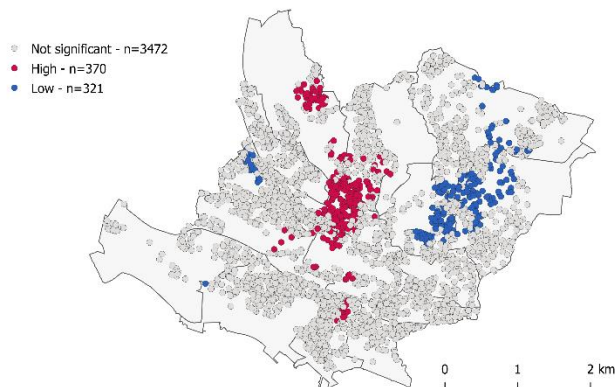 Not significant - n=3472
High - n=370
Low - n=321
0 1 2 km